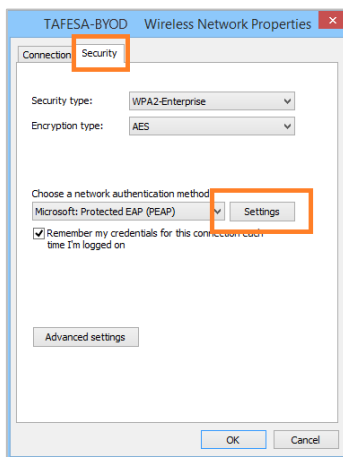 TAFESA-BYOD Wireless Network Properties
Connection Security
Security type: WPA2-Enterprise
Encryption type: AES
Choose a network authentication method
Microsoft: Protected EAP (PEAP) Settings
Remember my credentials for this connection each
time I'm logged on
Advanced settings
OK Cancel